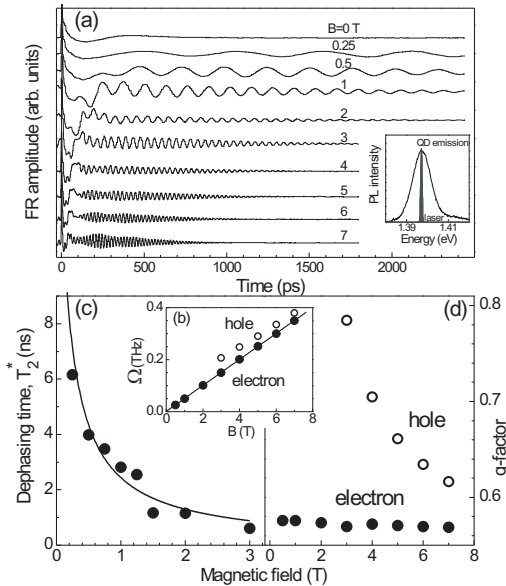 (a)
B=0 T
0.25
0.5
1
2
3
4
5
6
7
FR amplitude (arb. units)
0 500 1000 1500 2000
Time (ps)
PL intensity
QD emission
laser
1.39 1.41
Energy (eV)
(c)
8
6
4
2
0
Dephasing time, T*2 (ns)
0 1 2 3
(b)
0.4
0.2
0.0
Ω (THz)
hole
electron
0 2 4 6 8
B (T)
(d)
0.8
0.7
0.6
g-factor
hole
electron
0 2 4 6 8
Magnetic field (T)